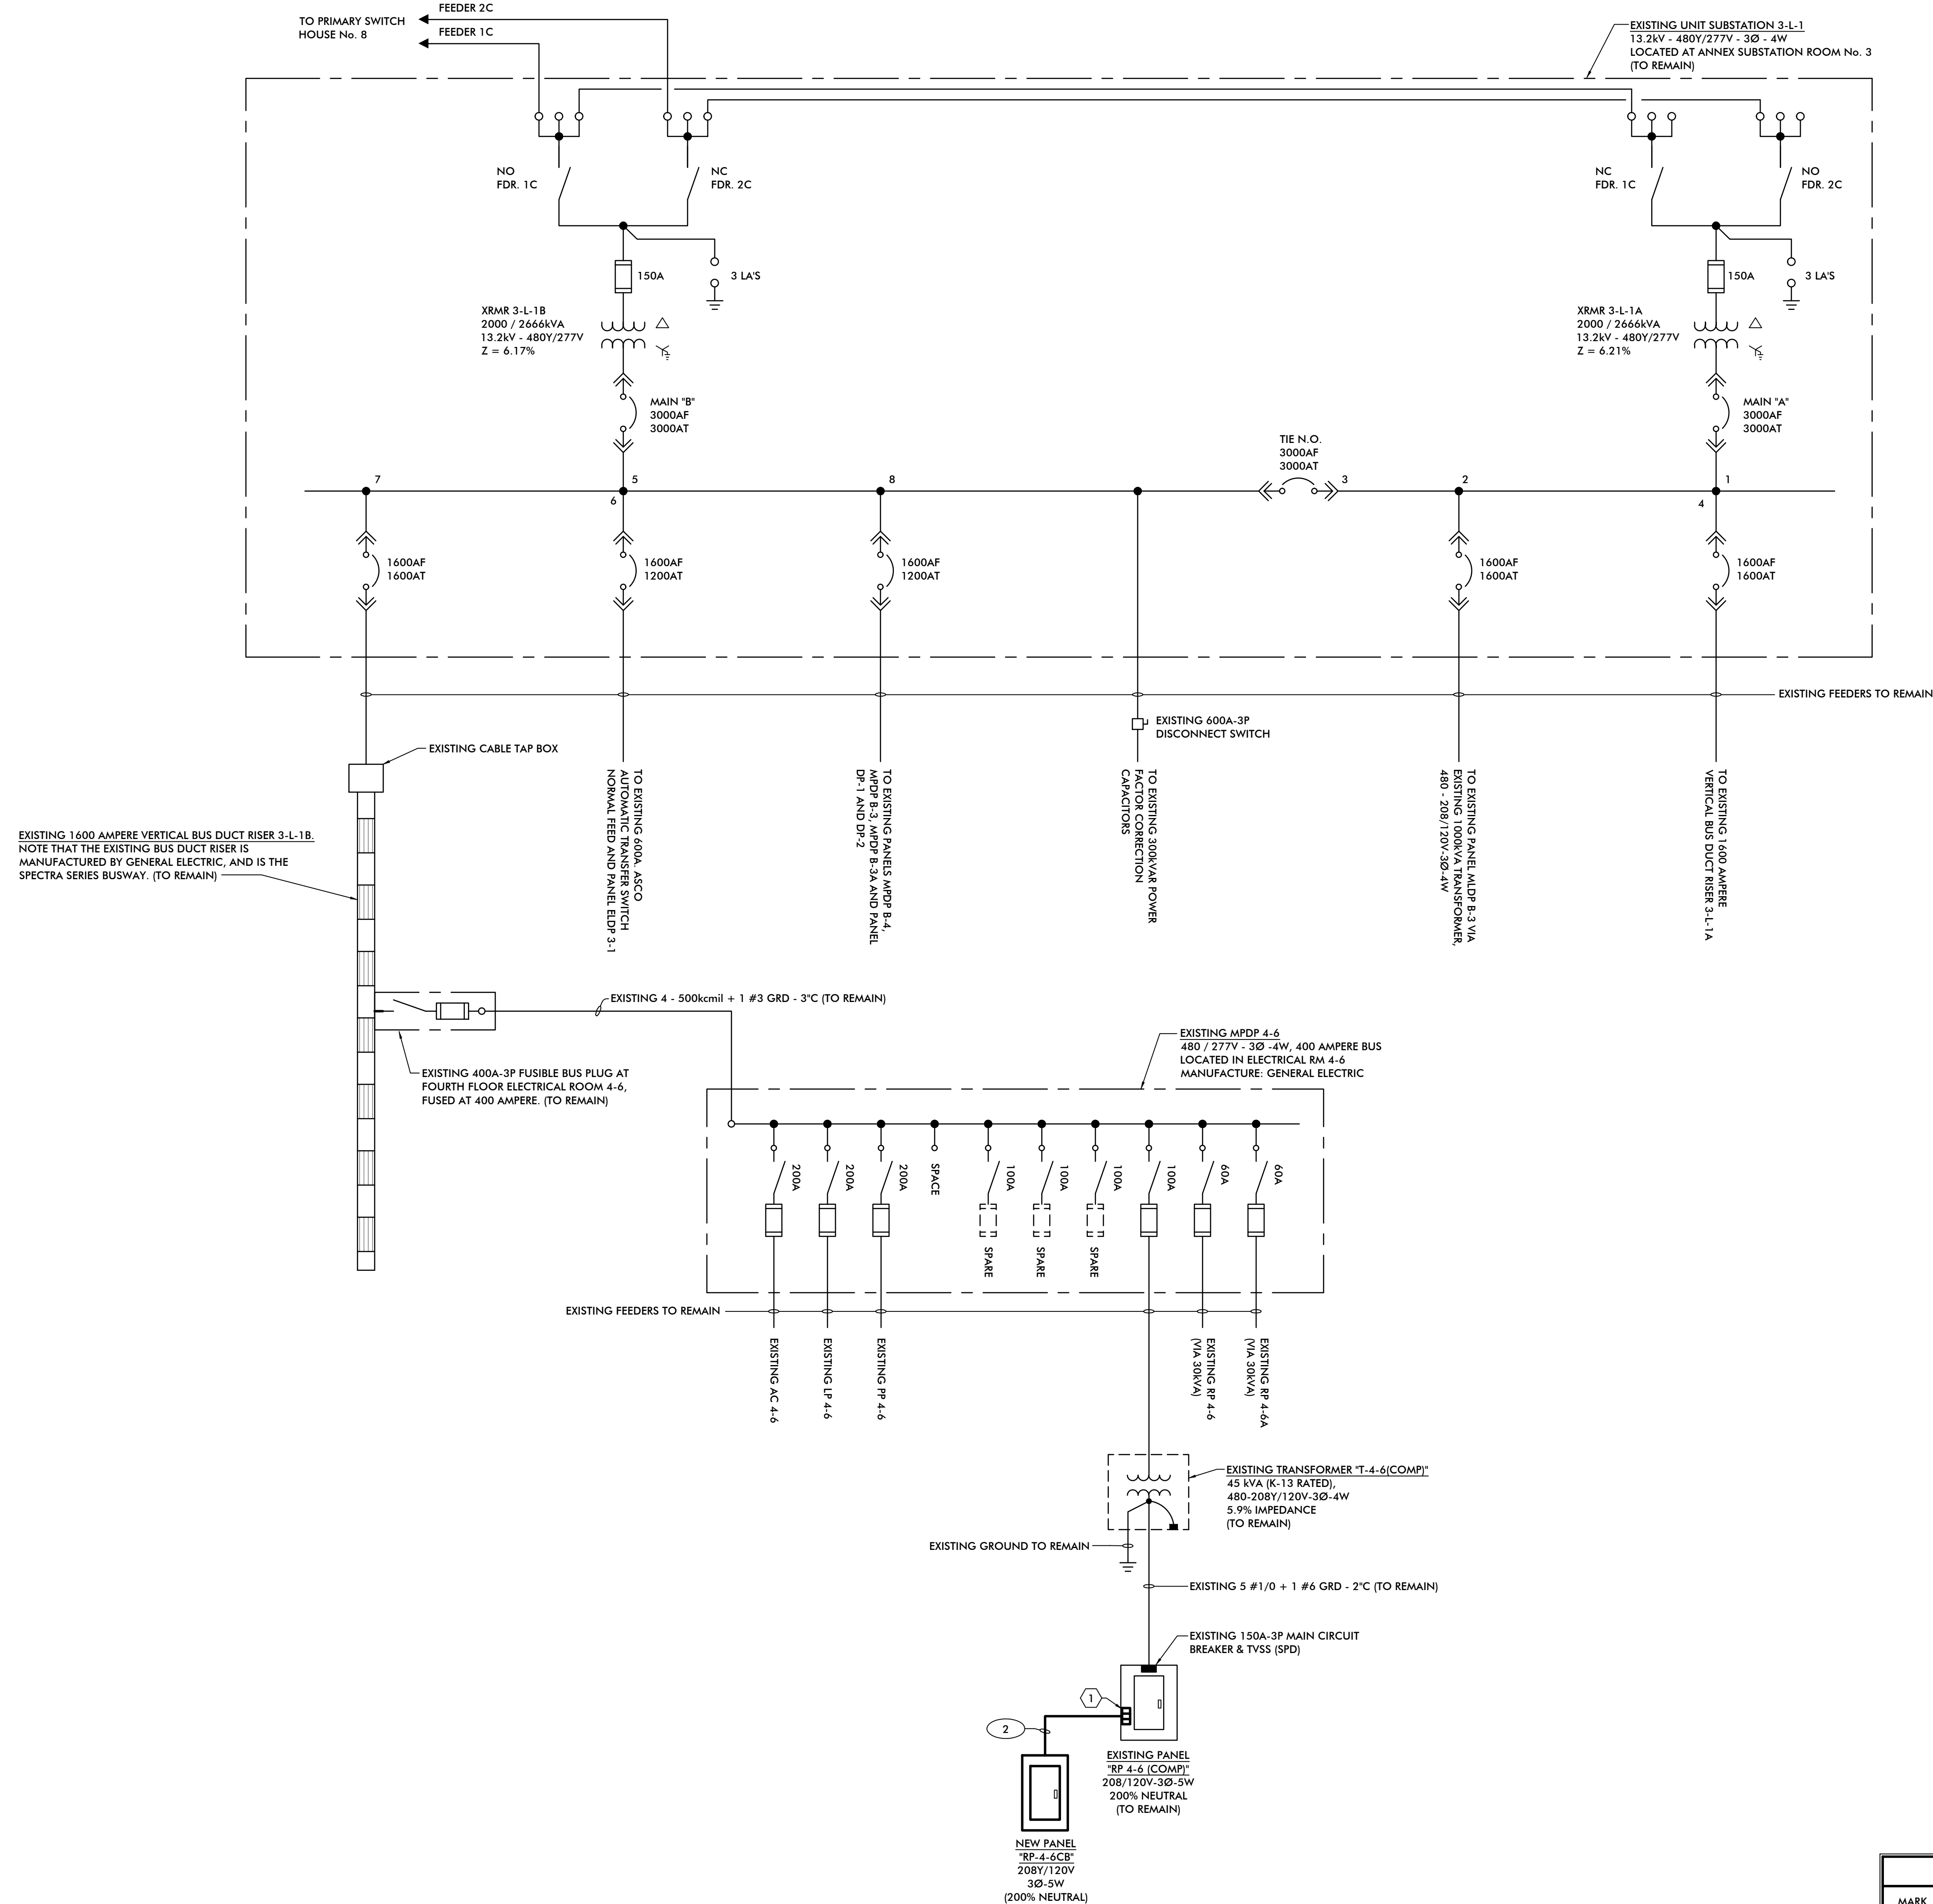 FEEDER 2C
TO PRIMARY SWITCH
HOUSE No. 8
FEEDER 1C
EXISTING UNIT SUBSTATION 3-L-1
13.2kV - 480Y/277V - 3Ø - 4W
LOCATED AT ANNEX SUBSTATION ROOM No. 3
(TO REMAIN)
NO
FDR. 1C
NC
FDR. 2C
NC
FDR. 1C
NO
FDR. 2C
150A
3 LA'S
150A
3 LA'S
XRMR 3-L-1B
2000 / 2666kVA
13.2kV - 480Y/277V
Z = 6.17%
XRMR 3-L-1A
2000 / 2666kVA
13.2kV - 480Y/277V
Z = 6.21%
MAIN "B"
3000AF
3000AT
MAIN "A"
3000AF
3000AT
TIE N.O.
3000AF
3000AT
7
5
6
8
3
2
1
4
1600AF
1600AT
1600AF
1200AT
1600AF
1200AT
1600AF
1600AT
1600AF
1600AT
EXISTING FEEDERS TO REMAIN
EXISTING 600A-3P
DISCONNECT SWITCH
EXISTING CABLE TAP BOX
TO EXISTING 600A. ASCO
AUTOMATIC TRANSFER SWITCH
NORMAL FEED AND PANEL ELDP 3-1
TO EXISTING PANELS MPDP B-4,
MPDP B-3, MPDP B-3A AND PANEL
DP-1 AND DP-2
TO EXISTING 300kVAR POWER
FACTOR CORRECTION
CAPACITORS
TO EXISTING PANEL MLDP B-3 VIA
EXISTING 1000kVA TRANSFORMER,
480 - 208/120V-3Ø-4W
TO EXISTING 1600 AMPERE
VERTICAL BUS DUCT RISER 3-L-1A
EXISTING 1600 AMPERE VERTICAL BUS DUCT RISER 3-L-1B.
NOTE THAT THE EXISTING BUS DUCT RISER IS
MANUFACTURED BY GENERAL ELECTRIC, AND IS THE
SPECTRA SERIES BUSWAY. (TO REMAIN)
EXISTING 4 - 500kcmil + 1 #3 GRD - 3"C (TO REMAIN)
EXISTING 400A-3P FUSIBLE BUS PLUG AT
FOURTH FLOOR ELECTRICAL ROOM 4-6,
FUSED AT 400 AMPERE. (TO REMAIN)
EXISTING MPDP 4-6
480 / 277V - 3Ø -4W, 400 AMPERE BUS
LOCATED IN ELECTRICAL RM 4-6
MANUFACTURE: GENERAL ELECTRIC
200A
200A
200A
SPACE
100A
100A
100A
100A
60A
60A
SPARE
SPARE
SPARE
EXISTING FEEDERS TO REMAIN
EXISTING AC 4-6
EXISTING LP 4-6
EXISTING PP 4-6
EXISTING RP 4-6
(VIA 30kVA)
EXISTING RP 4-6A
(VIA 30kVA)
EXISTING TRANSFORMER "T-4-6(COMP)"
45 kVA (K-13 RATED),
480-208Y/120V-3Ø-4W
5.9% IMPEDANCE
(TO REMAIN)
EXISTING GROUND TO REMAIN
EXISTING 5 #1/0 + 1 #6 GRD - 2"C (TO REMAIN)
EXISTING 150A-3P MAIN CIRCUIT
BREAKER & TVSS (SPD)
1
2
EXISTING PANEL
"RP 4-6 (COMP)"
208/120V-3Ø-5W
200% NEUTRAL
(TO REMAIN)
NEW PANEL
"RP-4-6CB"
208Y/120V
3Ø-5W
(200% NEUTRAL)
MARK